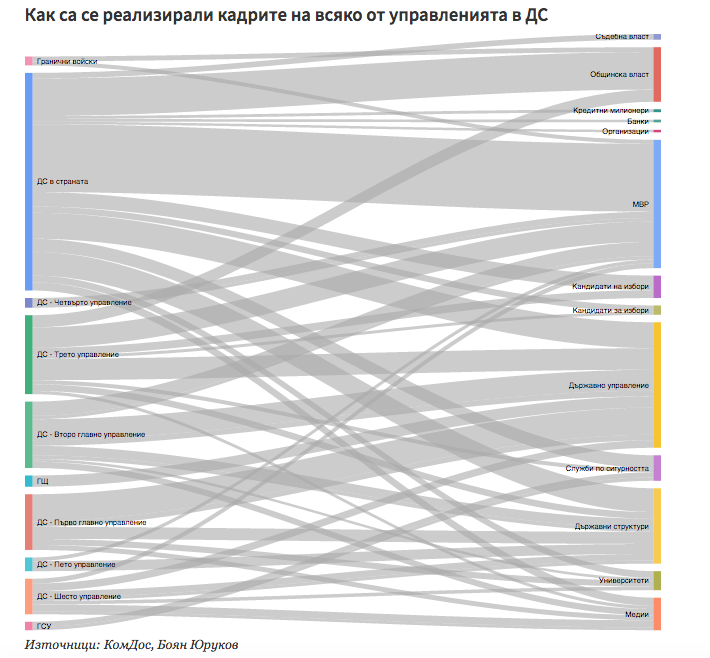 Как са се реализирали кадрите на всяко от управленията в ДС
Гранични войски
ДС в страната
ДС - Четвърто управление
ДС - Трето управление
ДС - Второ главно управление
ГЩ
ДС - Първо главно управление
ДС - Пето управление
ДС - Шесто управление
ГСУ
Съдебна власт
Общинска власт
Кредитни милионери
Банки
Организации
МВР
Кандидати на избори
Кандидати за избори
Държавно управление
Служби по сигурността
Държавни структури
Университети
Медии
Източници: КомДос, Боян Юруков